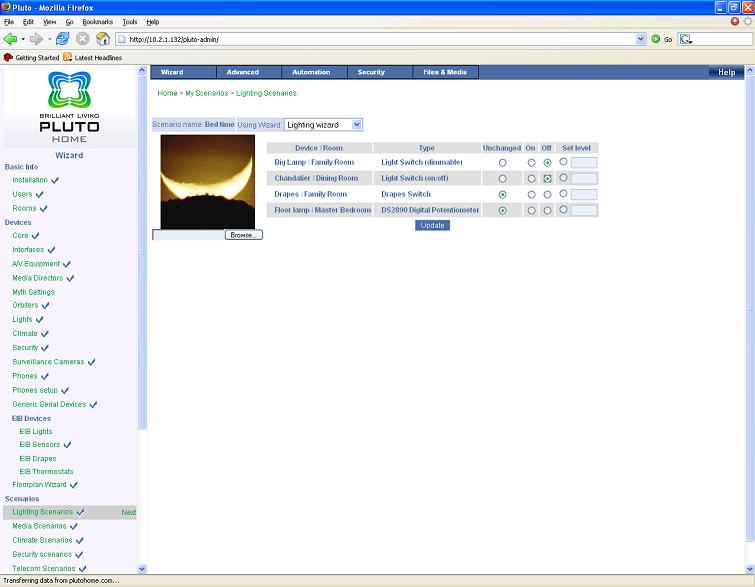 Pluto - Mozilla Firefox
File Edit View Go Bookmarks Tools Help
http://10.2.1.132/pluto-admin/
Go
Getting Started Latest Headlines
BRILLIANT LIVING
PLUTO
HOME
Wizard
Basic Info
Installation
Users
Rooms
Devices
Core
Interfaces
A/V Equipment
Media Directors
Myth Settings
Orbiters
Lights
Climate
Security
Surveillance Cameras
Phones
Phones setup
Generic Serial Devices
EIB Devices
EIB Lights
EIB Sensors
EIB Drapes
EIB Thermostats
Floorplan Wizard
Scenarios
Lighting Scenarios Next
Media Scenarios
Climate Scenarios
Security scenarios
Telecom Scenarios
Wizard Advanced Automation Security Files & Media Help
Home > My Scenarios > Lighting Scenarios
Scenario name: Bed time Using Wizard: Lighting wizard
Browse...
Device / Room Type Unchanged On Off Set level
Big Lamp / Family Room Light Switch (dimmable)
Chandalier / Dining Room Light Switch (on/off)
Drapes / Family Room Drapes Switch
Floor lamp / Master Bedroom DS2890 Digital Potentiometer
Update
Transferring data from plutohome.com...